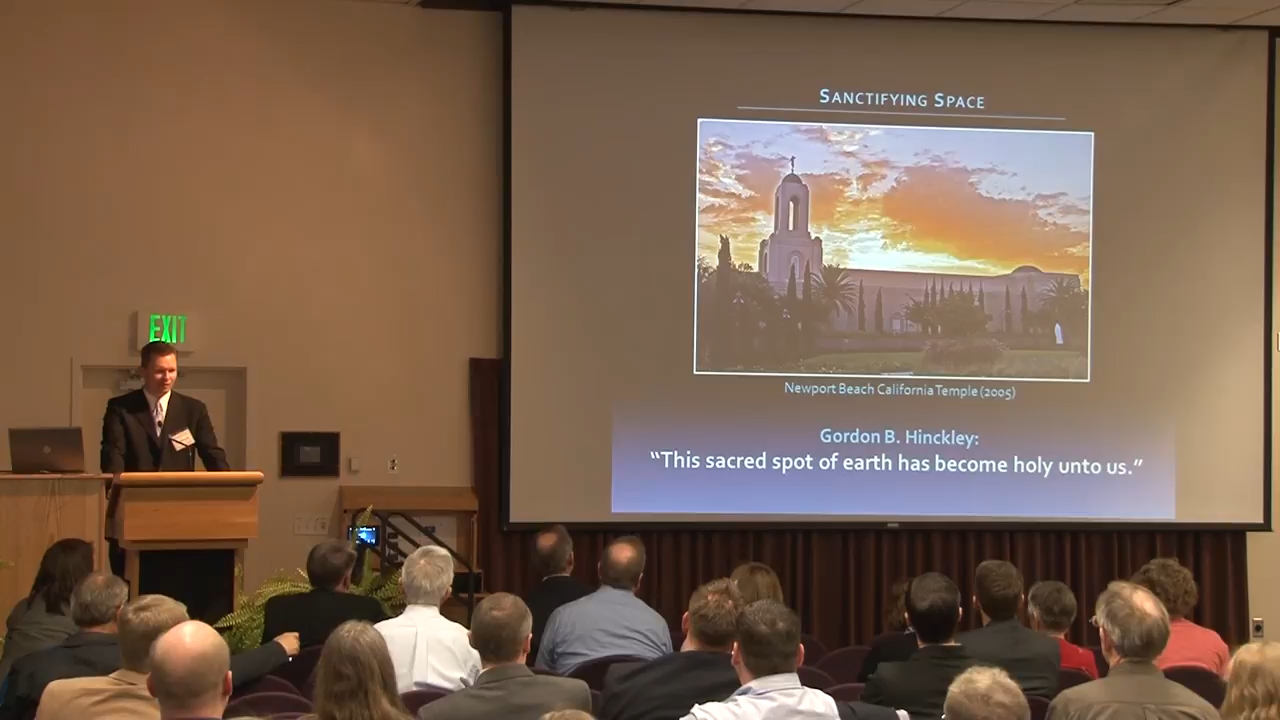 SANCTIFYING SPACE
Newport Beach California Temple (2005)
Gordon B. Hinckley:
“This sacred spot of earth has become holy unto us.”
EXIT